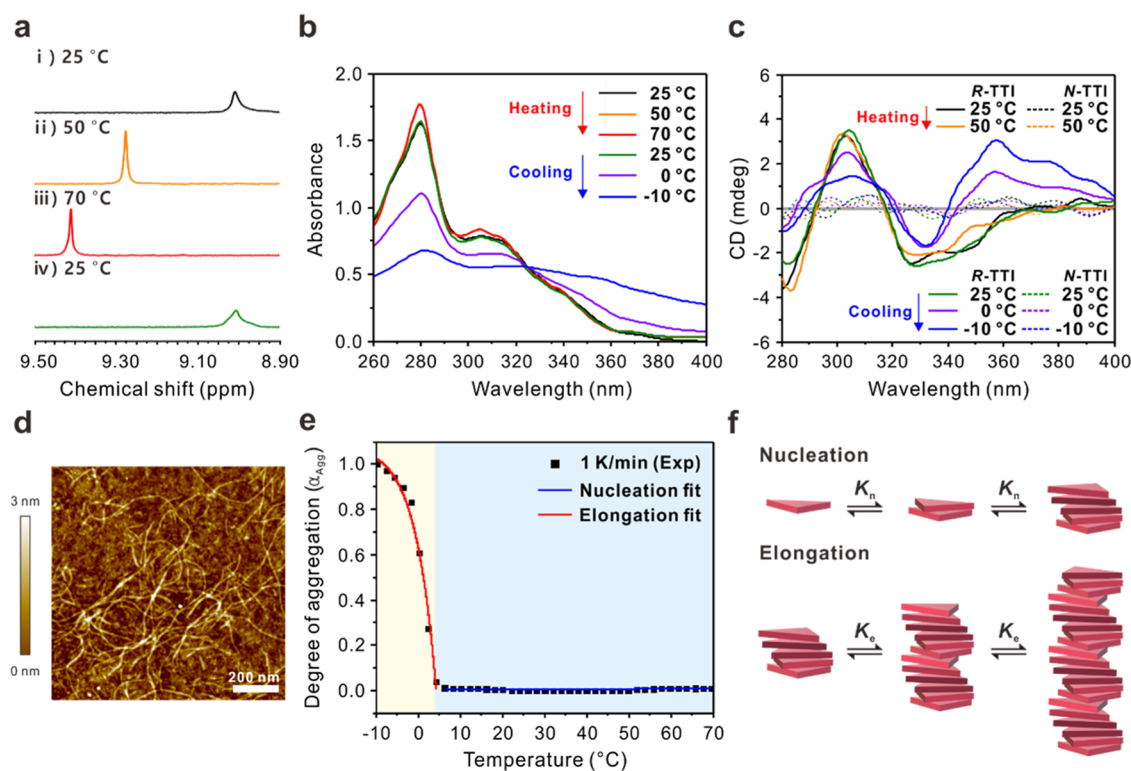 a
i ) 25 °C
ii ) 50 °C
iii ) 70 °C
iv ) 25 °C
9.50 9.30 9.10 8.90
Chemical shift (ppm)
b
2.0
1.5
1.0
0.5
0.0
Absorbance
Heating
25 °C
50 °C
70 °C
Cooling
25 °C
0 °C
-10 °C
260 280 300 320 340 360 380 400
Wavelength (nm)
c
6
4
2
0
-2
-4
-6
CD (mdeg)
R-TTI N-TTI
Heating
25 °C 25 °C
50 °C 50 °C
R-TTI N-TTI
Cooling
25 °C 25 °C
0 °C 0 °C
-10 °C -10 °C
280 300 320 340 360 380 400
Wavelength (nm)
d
3 nm
0 nm
200 nm
e
1.0
0.8
0.6
0.4
0.2
0.0
Degree of aggregation (αAgg)
1 K/min (Exp)
Nucleation fit
Elongation fit
-10 0 10 20 30 40 50 60 70
Temperature (°C)
f
Nucleation
Kn Kn
Elongation
Ke Ke